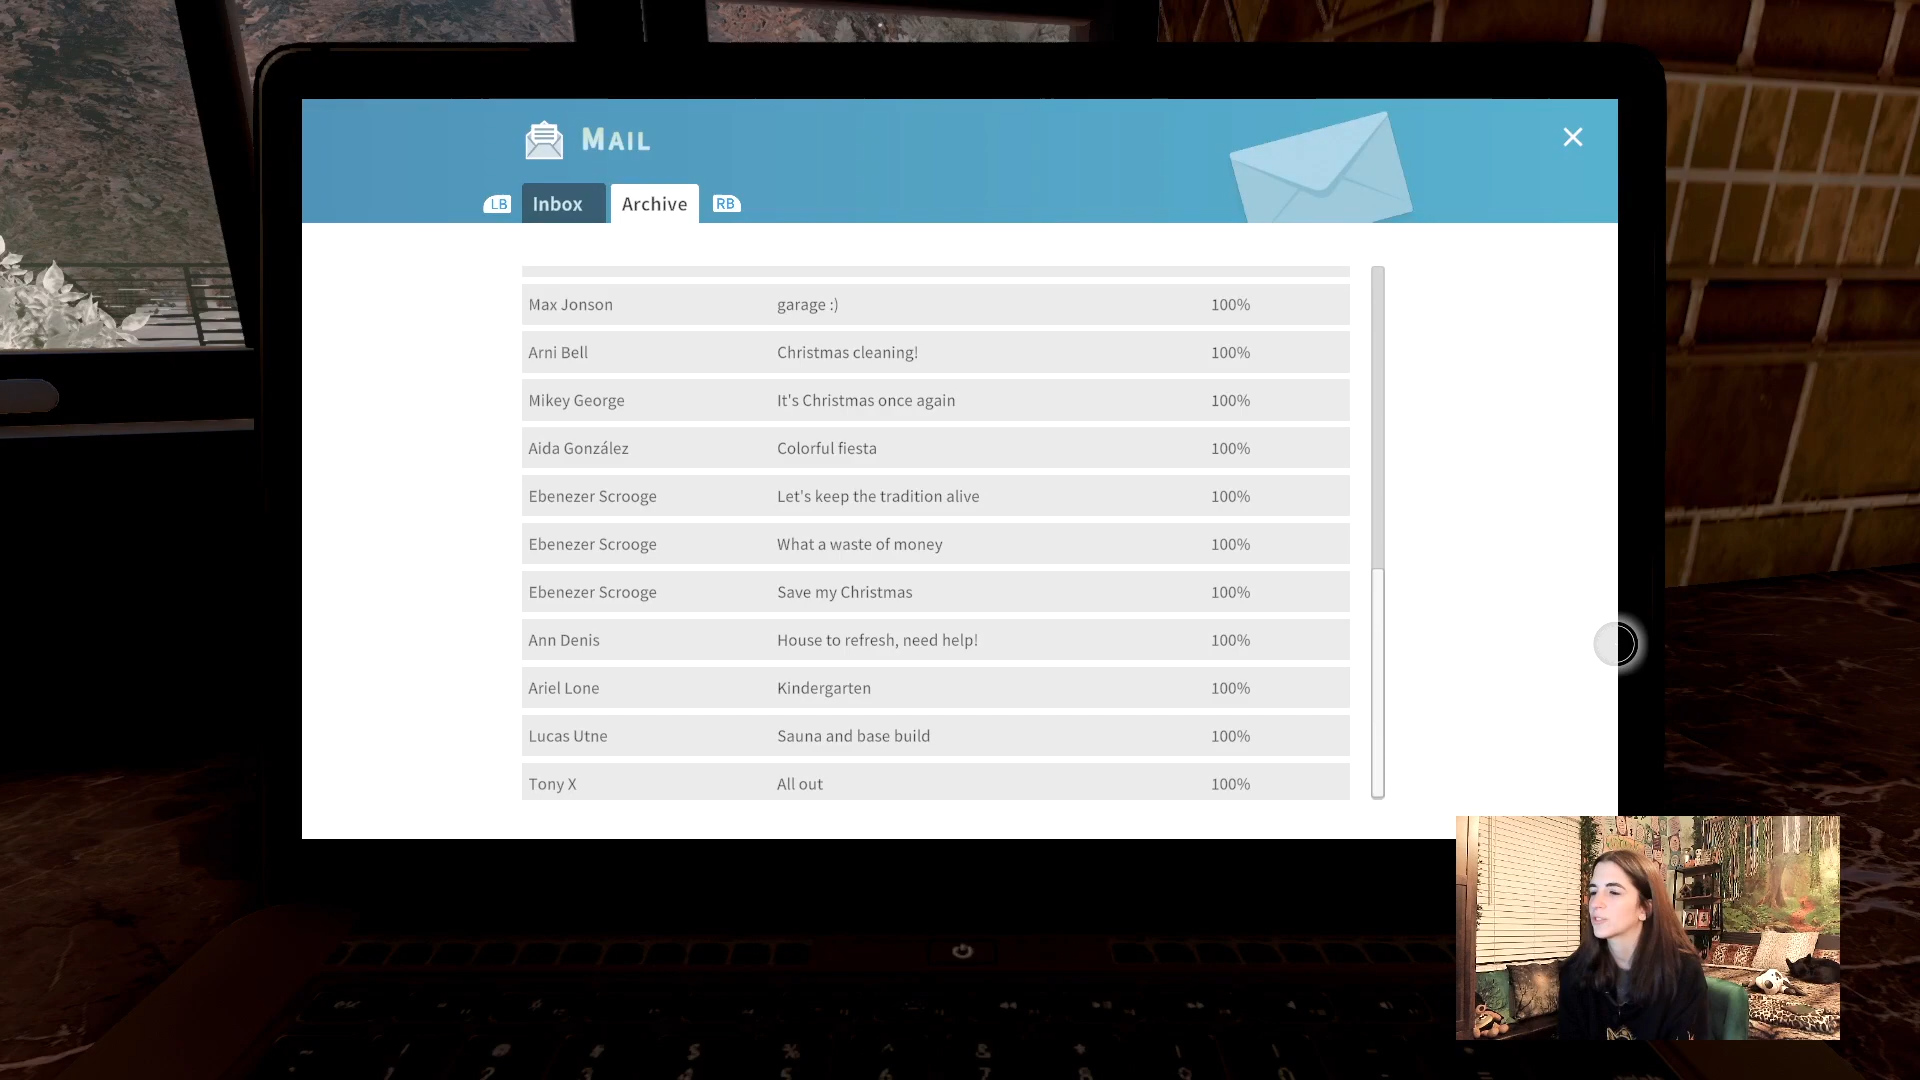 MAIL
LB Inbox Archive RB
Max Jonson garage :) 100%
Arni Bell Christmas cleaning! 100%
Mikey George It's Christmas once again 100%
Aida González Colorful fiesta 100%
Ebenezer Scrooge Let's keep the tradition alive 100%
Ebenezer Scrooge What a waste of money 100%
Ebenezer Scrooge Save my Christmas 100%
Ann Denis House to refresh, need help! 100%
Ariel Lone Kindergarten 100%
Lucas Utne Sauna and base build 100%
Tony X All out 100%